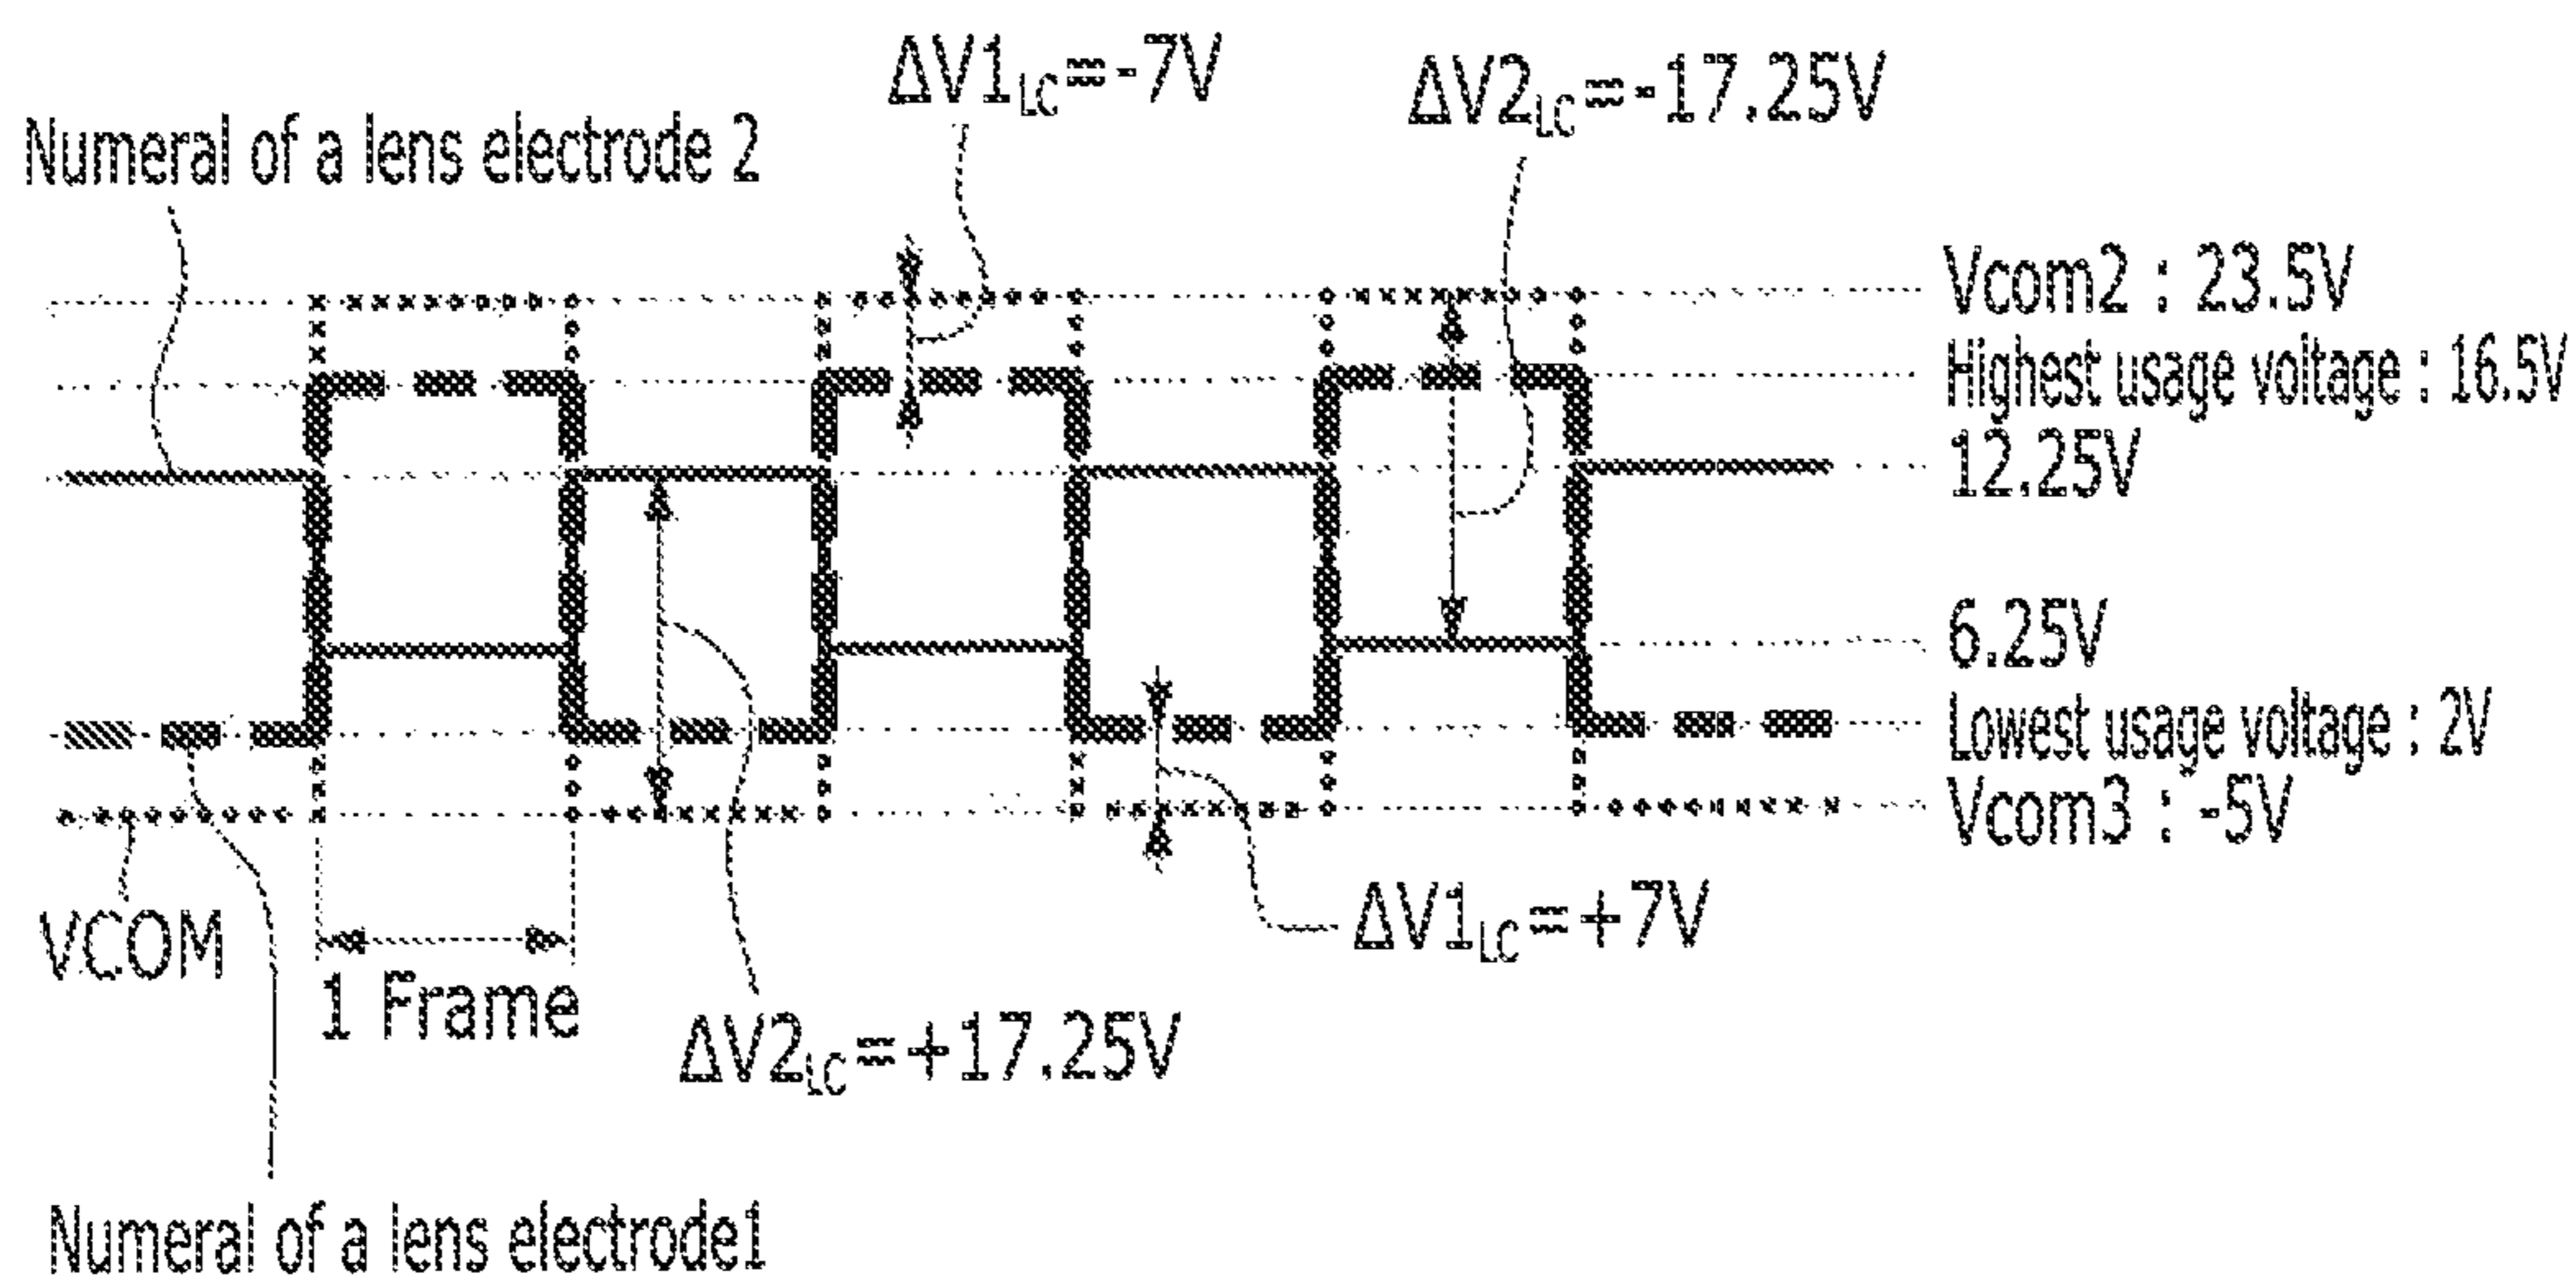 ΔV1LC=-7V
ΔV2LC=-17.25V
Numeral of a lens electrode 2
Vcom2 : 23.5V
Highest usage voltage : 16.5V
12.25V
6.25V
Lowest usage voltage : 2V
Vcom3 : -5V
VCOM
1 Frame
ΔV1LC=+7V
ΔV2LC=+17.25V
Numeral of a lens electrode1